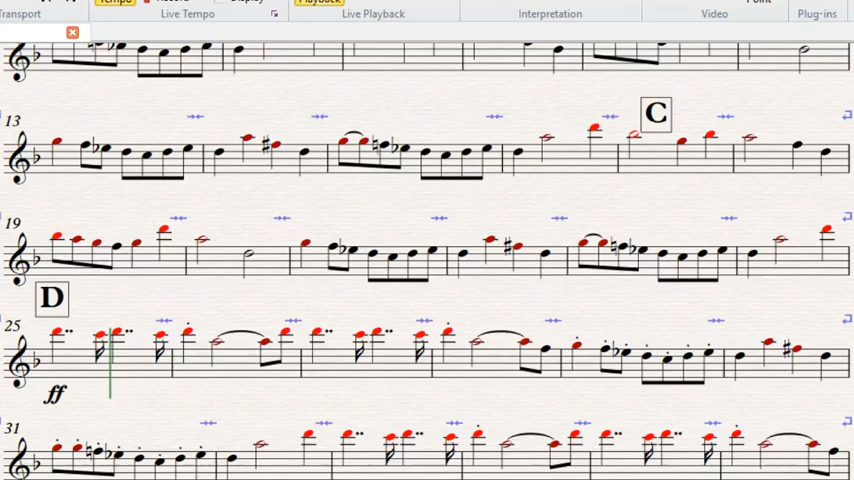 Tempo Record Display Playback Point
Transport Live Tempo Live Playback Interpretation Video Plug-ins
13
C
19
D
25
ff
31